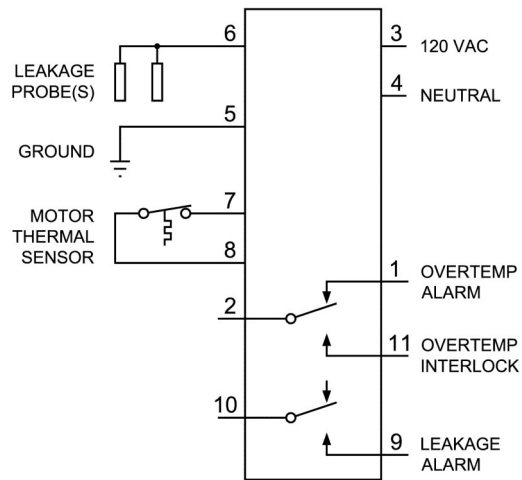 6
3
120 VAC
LEAKAGE
PROBE(S)
4
NEUTRAL
5
GROUND
7
MOTOR
THERMAL
SENSOR
8
1
OVERTEMP
ALARM
2
11
OVERTEMP
INTERLOCK
10
9
LEAKAGE
ALARM